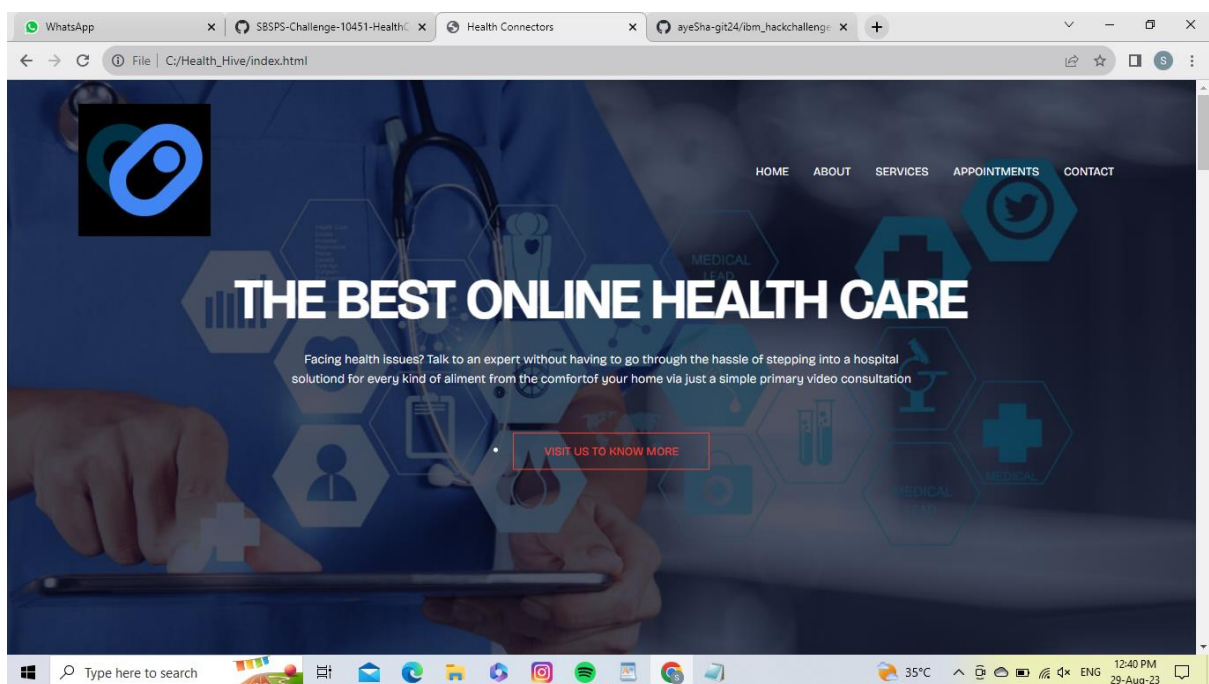 WhatsApp
SBSPS-Challenge-10451-HealthC
Health Connectors
ayeSha-git24/ibm_hackchallenge
File | C:/Health_Hive/index.html
S
HOME ABOUT SERVICES APPOINTMENTS CONTACT
MEDICAL
LEAD
THE BEST ONLINE HEALTH CARE
Facing health issues? Talk to an expert without having to go through the hassle of stepping into a hospital
solutiond for every kind of aliment from the comfortof your home via just a simple primary video consultation
VISIT US TO KNOW MORE
MEDICAL
MEDICAL
LAB
Type here to search
35°C
ENG
12:40 PM
29-Aug-23